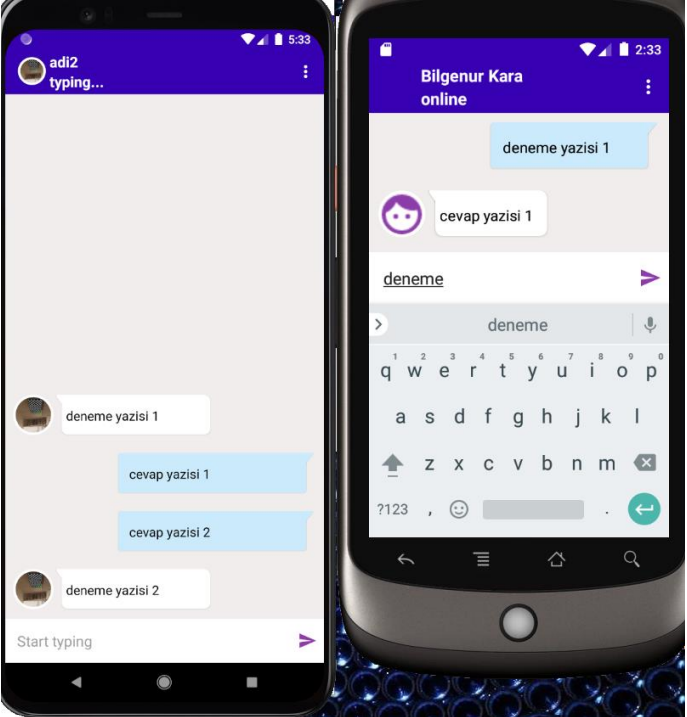 5:33
adi2
typing...
deneme yazisi 1
cevap yazisi 1
cevap yazisi 2
deneme yazisi 2
Start typing
2:33
Bilgenur Kara
online
deneme yazisi 1
cevap yazisi 1
deneme
deneme
1 2 3 4 5 6 7 8 9 0
q w e r t y u i o p
a s d f g h j k l
z x c v b n m
?123 , .